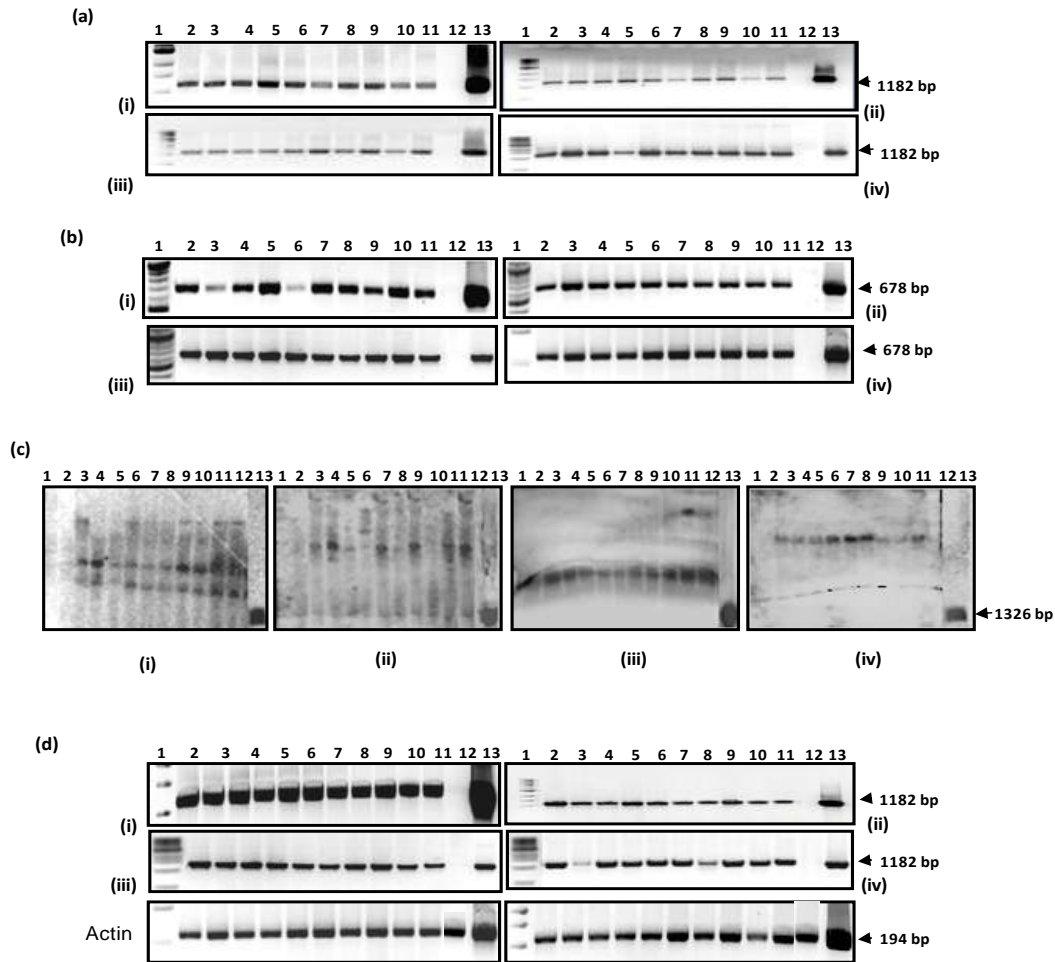 (a)
1 2 3 4 5 6 7 8 9 10 11 12 13
1 2 3 4 5 6 7 8 9 10 11 12 13
(i)
1182 bp
(ii)
1182 bp
(iii)
(iv)
(b)
1 2 3 4 5 6 7 8 9 10 11 12 13
1 2 3 4 5 6 7 8 9 10 11 12 13
(i)
678 bp
(ii)
678 bp
(iii)
(iv)
(c)
1 2 3 4 5 6 7 8 9 10 11 12 13
1 2 3 4 5 6 7 8 9 10 11 12 13
1 2 3 4 5 6 7 8 9 10 11 12 13
1 2 3 4 5 6 7 8 9 10 11 12 13
1326 bp
(i)
(ii)
(iii)
(iv)
(d)
1 2 3 4 5 6 7 8 9 10 11 12 13
1 2 3 4 5 6 7 8 9 10 11 12 13
1182 bp
(i)
(ii)
1182 bp
(iii)
(iv)
Actin
194 bp